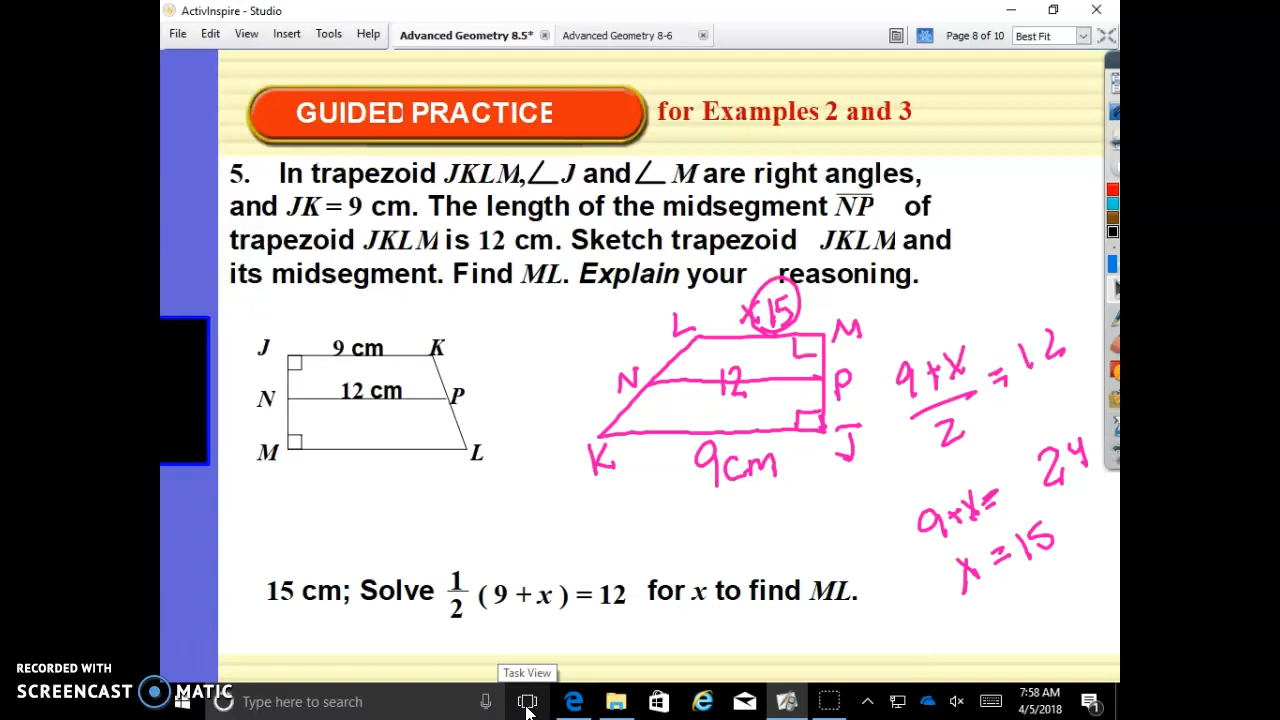 ActivInspire - Studio
File Edit View Insert Tools Help
Advanced Geometry 8.5*
Advanced Geometry 8-6
Page 8 of 10
Best Fit
GUIDED PRACTICE
for Examples 2 and 3
5. In trapezoid JKLM, ∠ J and ∠ M are right angles,
and JK = 9 cm. The length of the midsegment NP of
trapezoid JKLM is 12 cm. Sketch trapezoid JKLM and
its midsegment. Find ML. Explain your reasoning.
J 9 cm K
N 12 cm P
M L
L x 15 M
N 12 P
K 9cm J
9+x/2 = 12
9+x= 24
x=15
15 cm; Solve 1/2 ( 9 + x ) = 12 for x to find ML.
Task View
RECORDED WITH
SCREENCAST MATIC
Type here to search
7:58 AM
4/5/2018
1